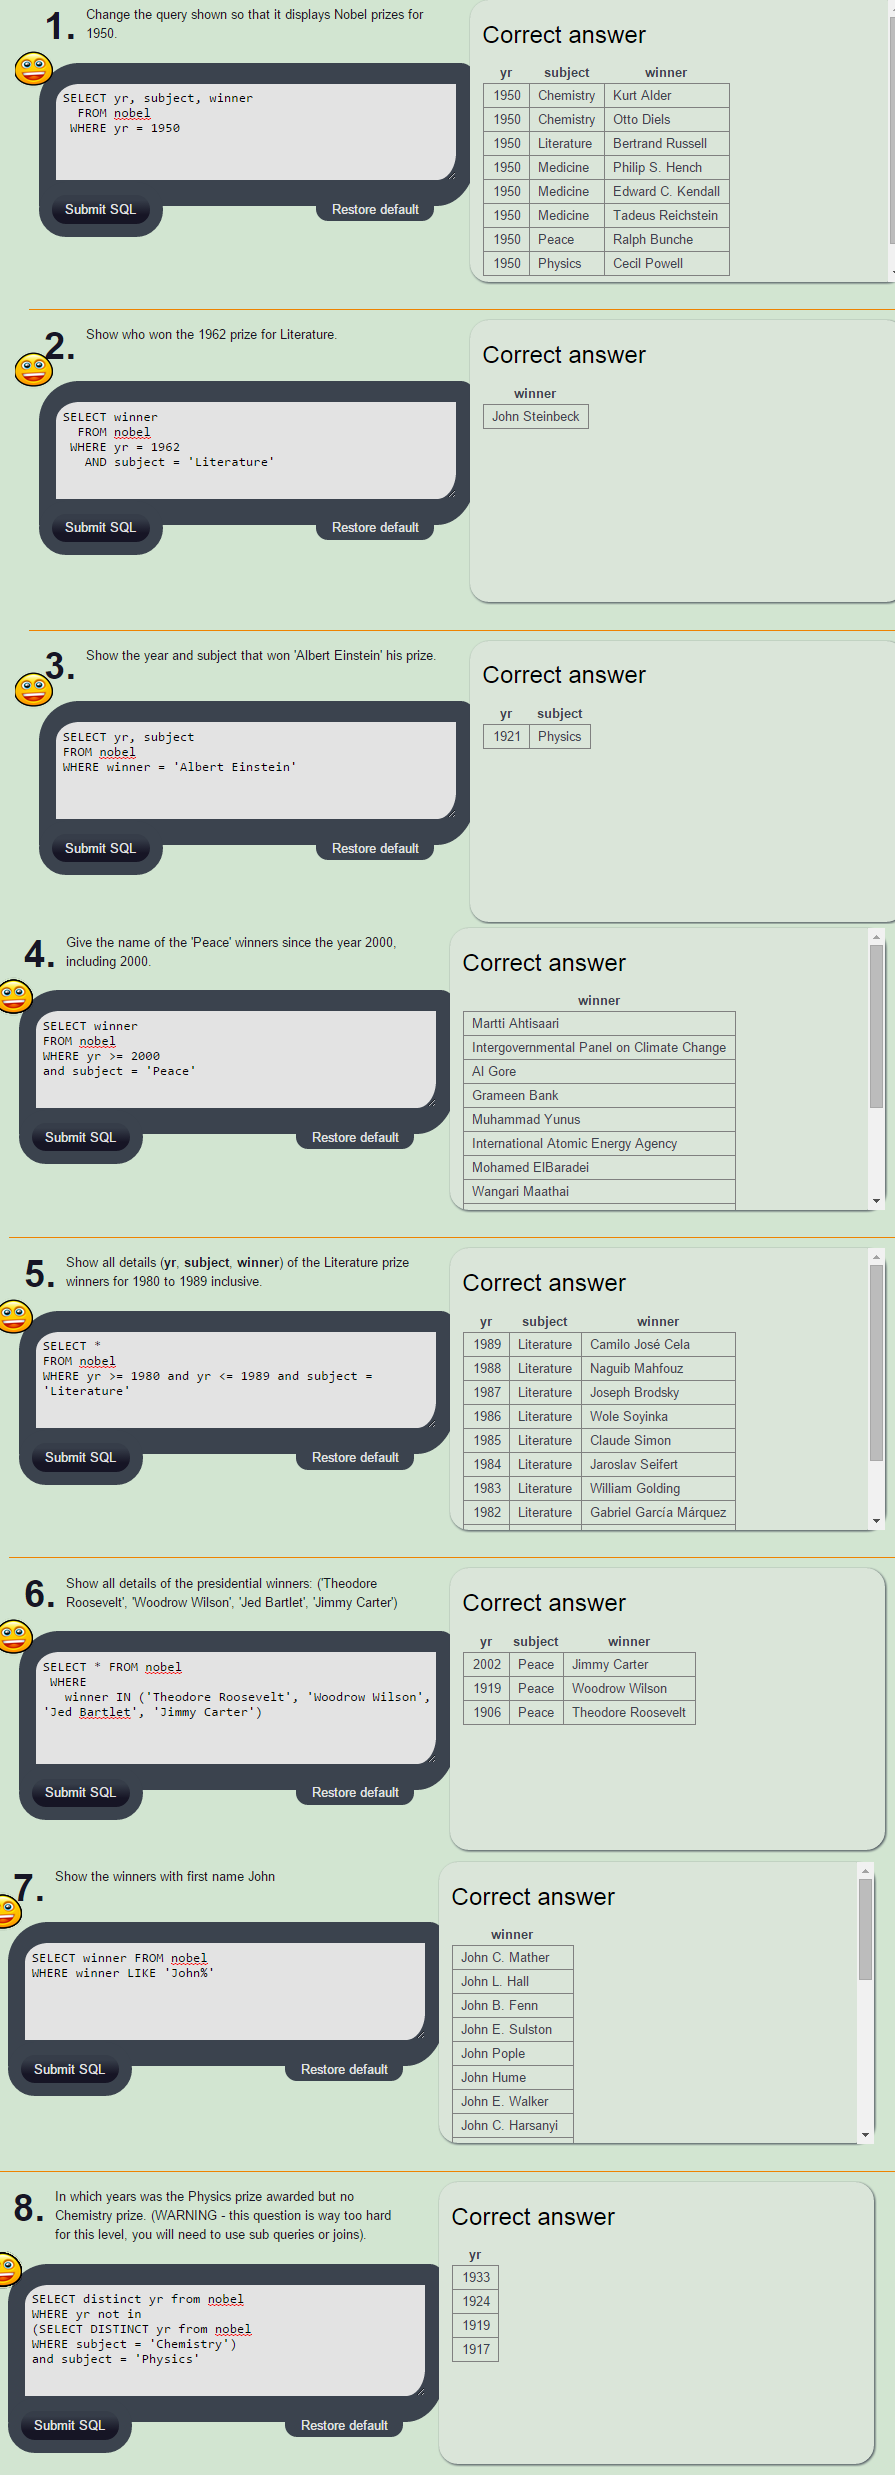 1. Change the query shown so that it displays Nobel prizes for
1950.
SELECT yr, subject, winner
FROM nobel
WHERE yr = 1950
Submit SQL
Restore default
Correct answer
yr subject winner
1950 Chemistry Kurt Alder
1950 Chemistry Otto Diels
1950 Literature Bertrand Russell
1950 Medicine Philip S. Hench
1950 Medicine Edward C. Kendall
1950 Medicine Tadeus Reichstein
1950 Peace Ralph Bunche
1950 Physics Cecil Powell
2. Show who won the 1962 prize for Literature.
SELECT winner
FROM nobel
WHERE yr = 1962
AND subject = 'Literature'
Submit SQL
Restore default
Correct answer
winner
John Steinbeck
3. Show the year and subject that won 'Albert Einstein' his prize.
SELECT yr, subject
FROM nobel
WHERE winner = 'Albert Einstein'
Submit SQL
Restore default
Correct answer
yr subject
1921 Physics
4. Give the name of the 'Peace' winners since the year 2000,
including 2000.
SELECT winner
FROM nobel
WHERE yr >= 2000
and subject = 'Peace'
Submit SQL
Restore default
Correct answer
winner
Martti Ahtisaari
Intergovernmental Panel on Climate Change
Al Gore
Grameen Bank
Muhammad Yunus
International Atomic Energy Agency
Mohamed ElBaradei
Wangari Maathai
5. Show all details (yr, subject, winner) of the Literature prize
winners for 1980 to 1989 inclusive.
SELECT *
FROM nobel
WHERE yr >= 1980 and yr <= 1989 and subject =
'Literature'
Submit SQL
Restore default
Correct answer
yr subject winner
1989 Literature Camilo José Cela
1988 Literature Naguib Mahfouz
1987 Literature Joseph Brodsky
1986 Literature Wole Soyinka
1985 Literature Claude Simon
1984 Literature Jaroslav Seifert
1983 Literature William Golding
1982 Literature Gabriel García Márquez
6. Show all details of the presidential winners: ('Theodore
Roosevelt', 'Woodrow Wilson', 'Jed Bartlet', 'Jimmy Carter')
SELECT * FROM nobel
WHERE
winner IN ('Theodore Roosevelt', 'Woodrow Wilson',
'Jed Bartlet', 'Jimmy Carter')
Submit SQL
Restore default
Correct answer
yr subject winner
2002 Peace Jimmy Carter
1919 Peace Woodrow Wilson
1906 Peace Theodore Roosevelt
7. Show the winners with first name John
SELECT winner FROM nobel
WHERE winner LIKE 'John%'
Submit SQL
Restore default
Correct answer
winner
John C. Mather
John L. Hall
John B. Fenn
John E. Sulston
John Pople
John Hume
John E. Walker
John C. Harsanyi
8. In which years was the Physics prize awarded but no
Chemistry prize. (WARNING - this question is way too hard
for this level, you will need to use sub queries or joins).
SELECT distinct yr from nobel
WHERE yr not in
(SELECT DISTINCT yr from nobel
WHERE subject = 'Chemistry')
and subject = 'Physics'
Submit SQL
Restore default
Correct answer
yr
1933
1924
1919
1917